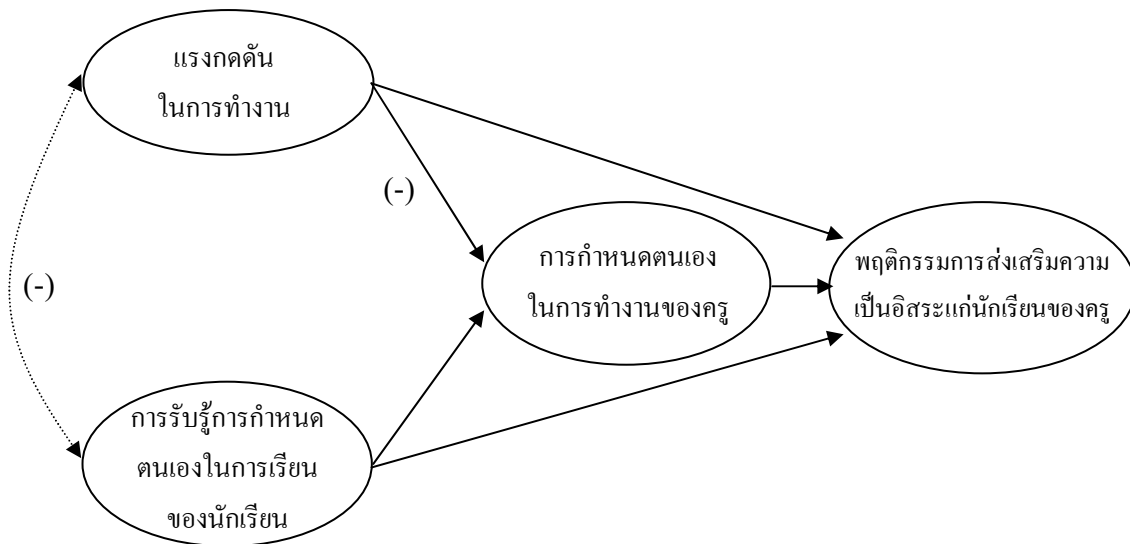 แรงกดดัน
ในการทำงาน
(-)
(-)
การกำหนดตนเอง
ในการทำงานของครู
พฤติกรรมการส่งเสริมความ
เป็นอิสระแก่นักเรียนของครู
การรับรู้การกำหนด
ตนเองในการเรียน
ของนักเรียน